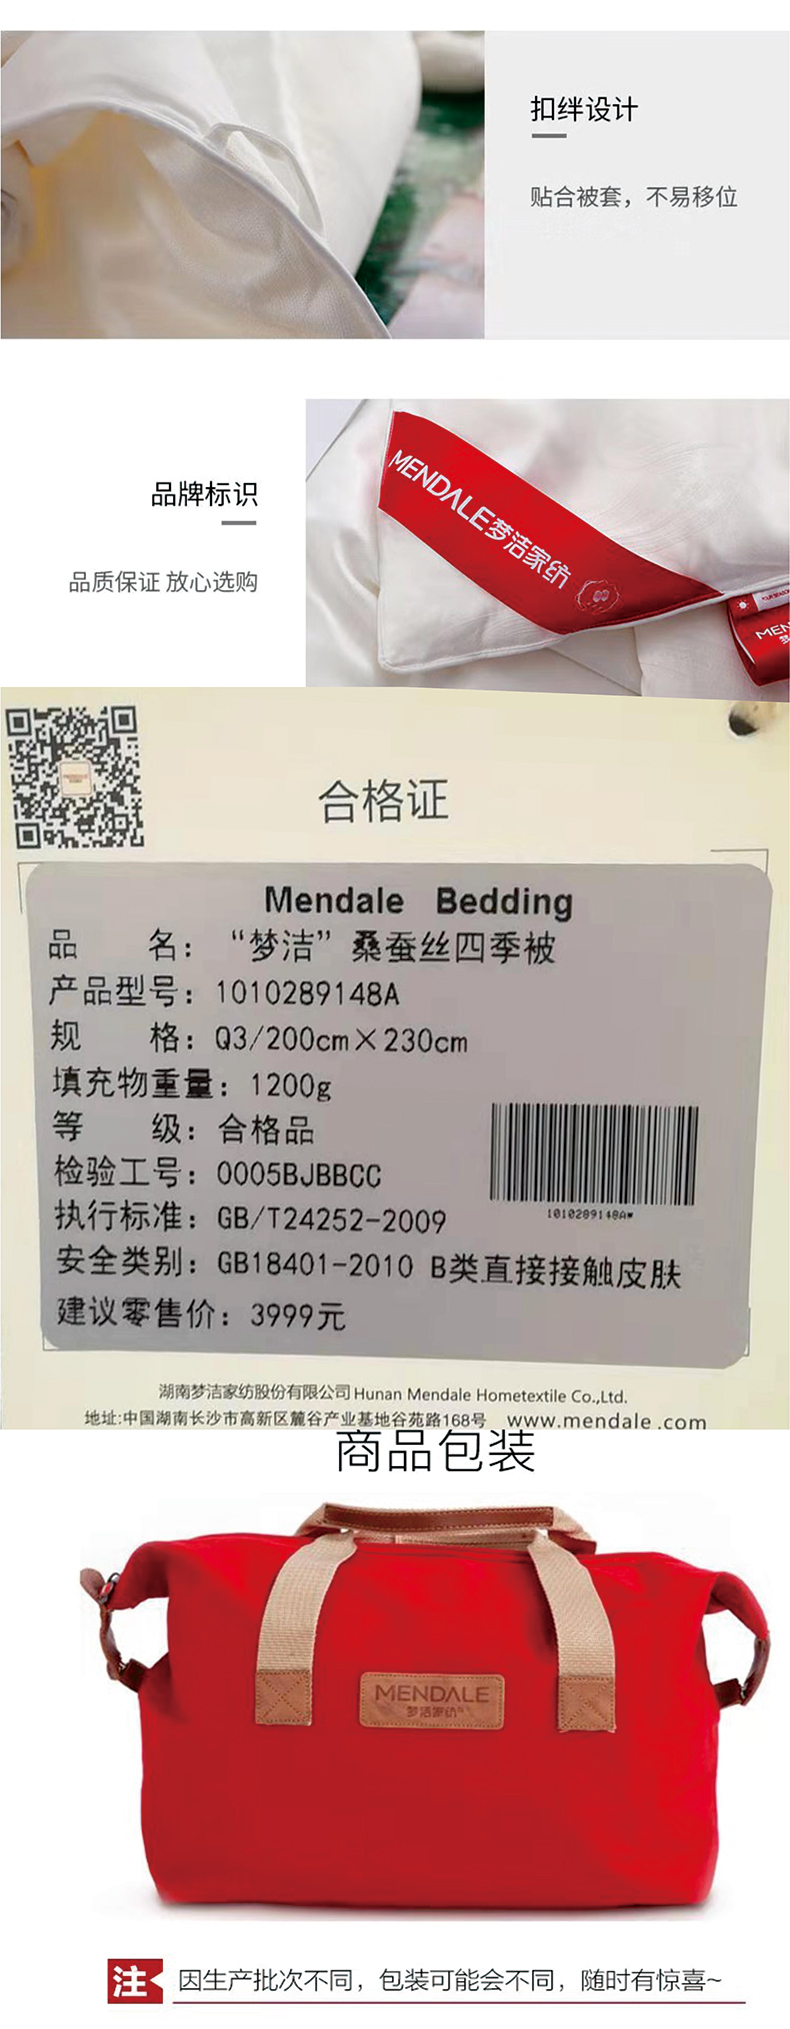 扣绊设计
贴合被套，不易移位
品牌标识
品质保证 放心选购
MENDALE梦洁家纺
MEN
合格证
Mendale Bedding
品 名：“梦洁”桑蚕丝四季被
产品型号：1010289148A
规 格：Q3/200cm×230cm
填充物重量：1200g
等 级：合格品
检验工号：0005BJBBCC
执行标准：GB/T24252-2009
安全类别：GB18401-2010 B类直接接触皮肤
建议零售价：3999元
1010289148A*
湖南梦洁家纺股份有限公司 Hunan Mendale Hometextile Co.,Ltd.
地址:中国湖南长沙市高新区麓谷产业基地谷苑路168号 www.mendale.com
商品包装
MENDALE
梦洁家纺
注 因生产批次不同，包装可能会不同，随时有惊喜~